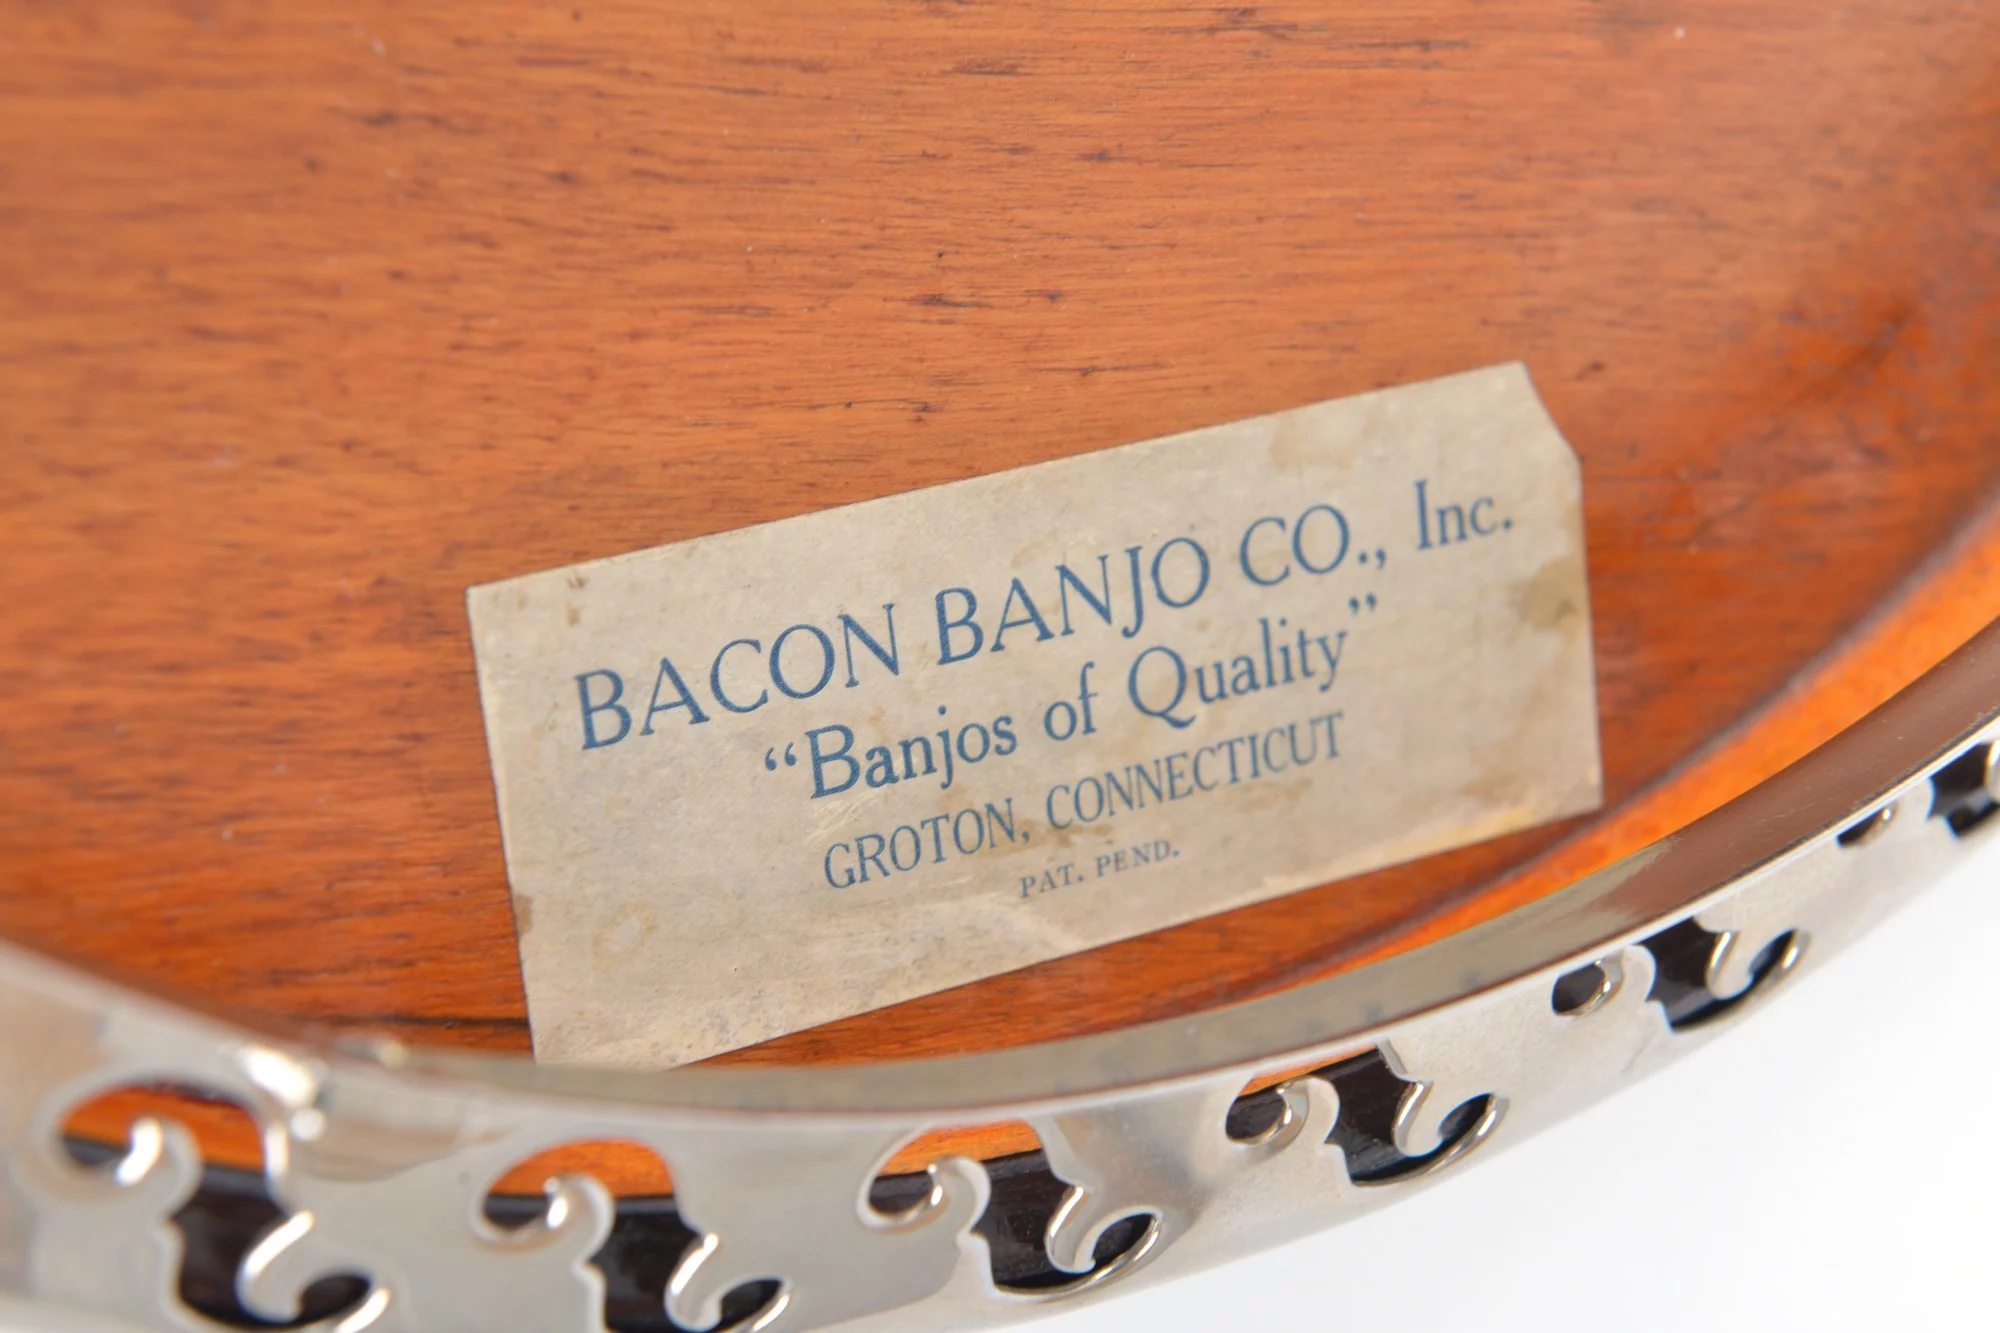 BACON BANJO CO., Inc.
“Banjos of Quality”
GROTON, CONNECTICUT
PAT. PEND.